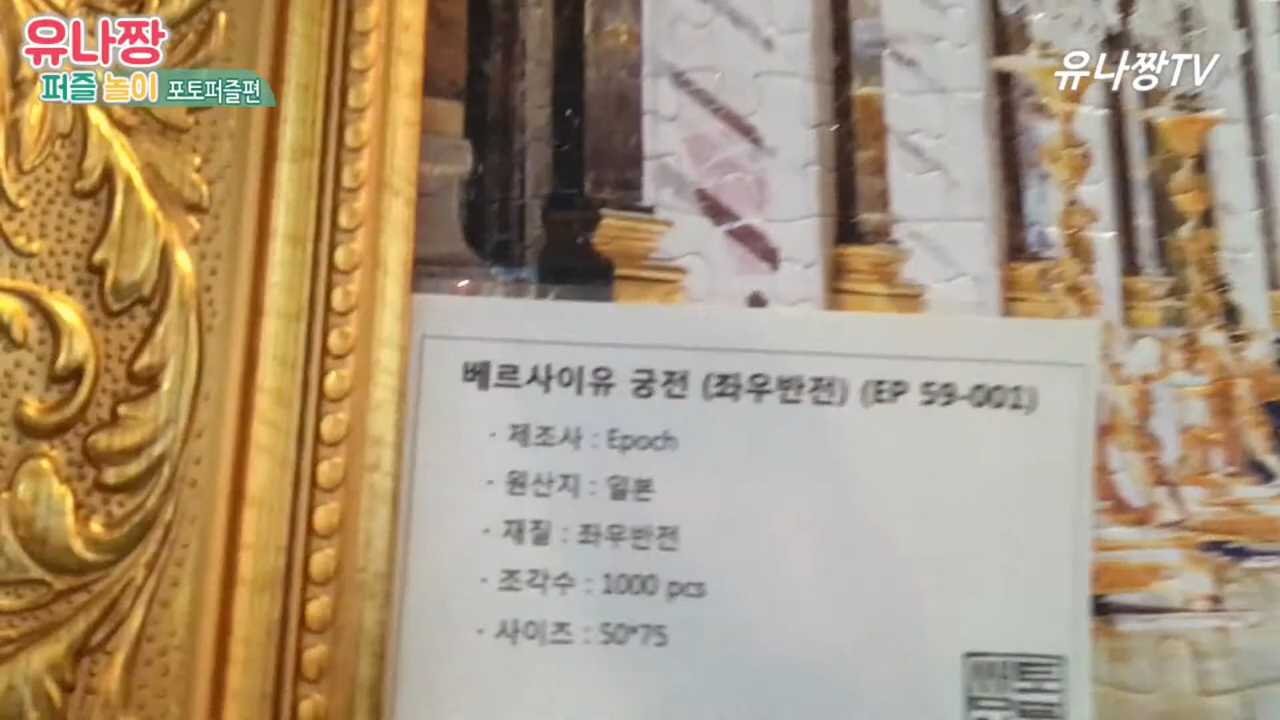 유나짱
퍼즐 놀이 포토퍼즐편
유나짱TV
베르사이유 궁전 (좌우반전) (EP 59-001)
· 제조사 : Epoch
· 원산지 : 일본
· 재질 : 좌우반전
· 조각수 : 1000 pcs
· 사이즈 : 50*75